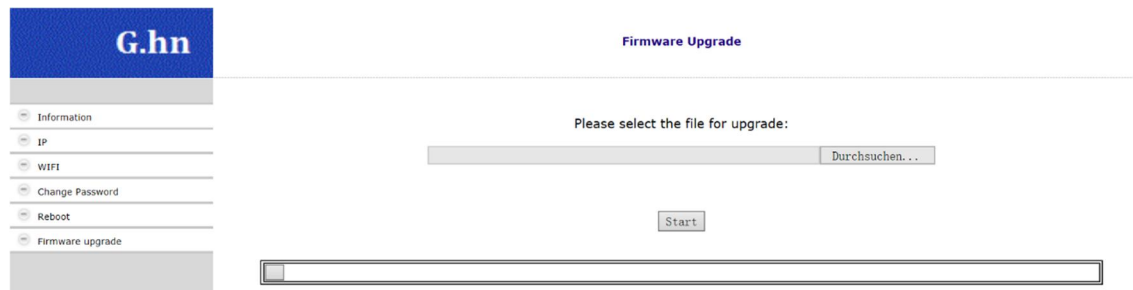 G.hn
Firmware Upgrade
Information
IP
WIFI
Change Password
Reboot
Firmware upgrade
Please select the file for upgrade:
Durchsuchen...
Start